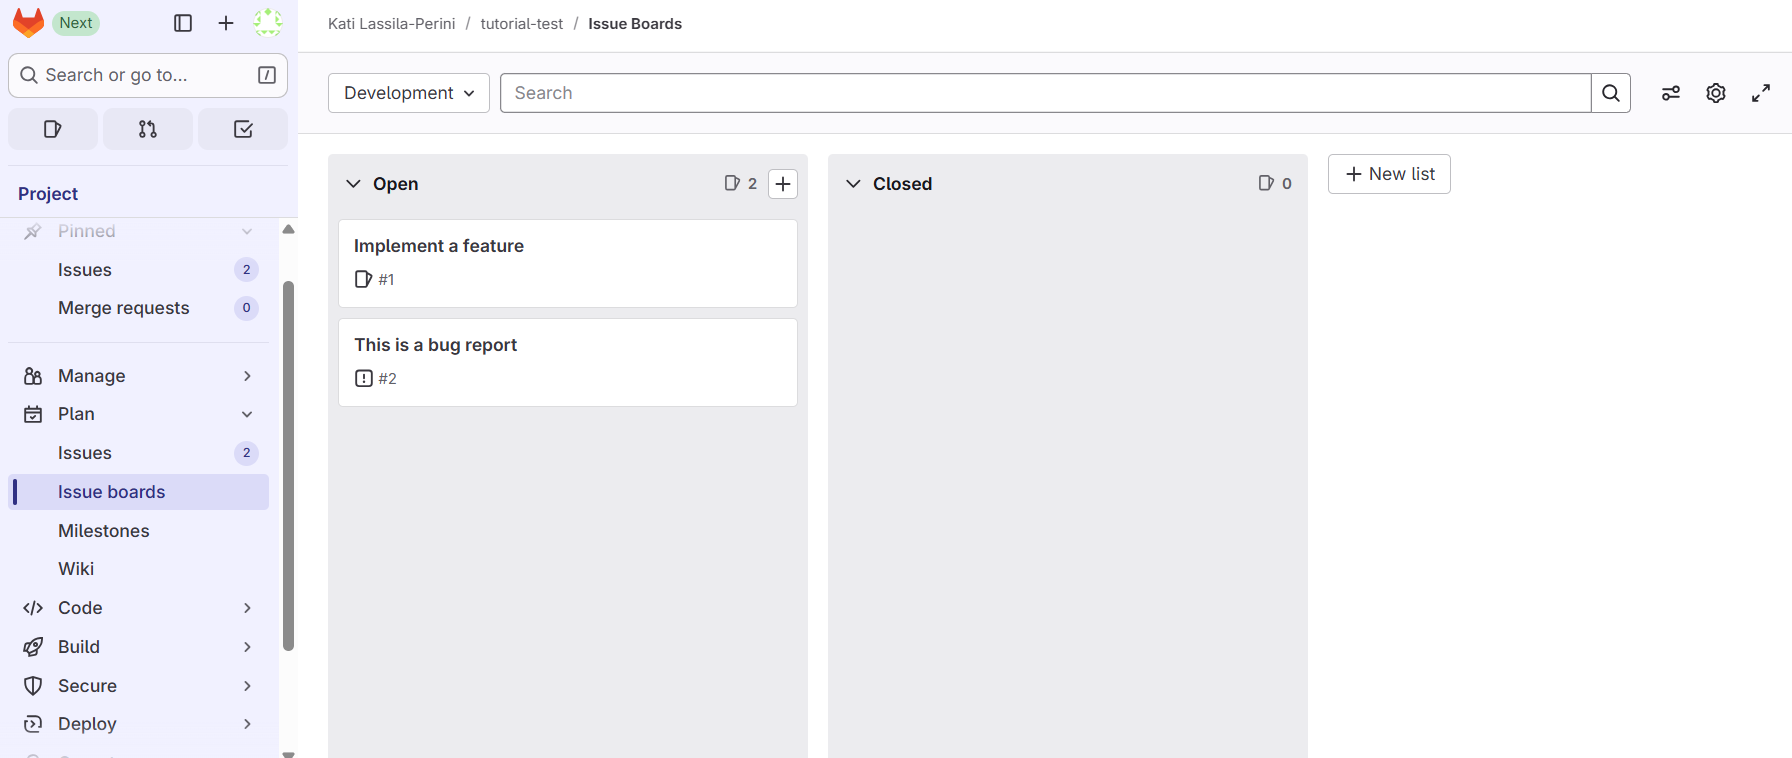 Next
Search or go to... /
Project
Pinned
Issues 2
Merge requests 0
Manage
Plan
Issues 2
Issue boards
Milestones
Wiki
Code
Build
Secure
Deploy
Kati Lassila-Perini / tutorial-test / Issue Boards
Development
Search
Open 2
Implement a feature
#1
This is a bug report
#2
Closed 0
New list